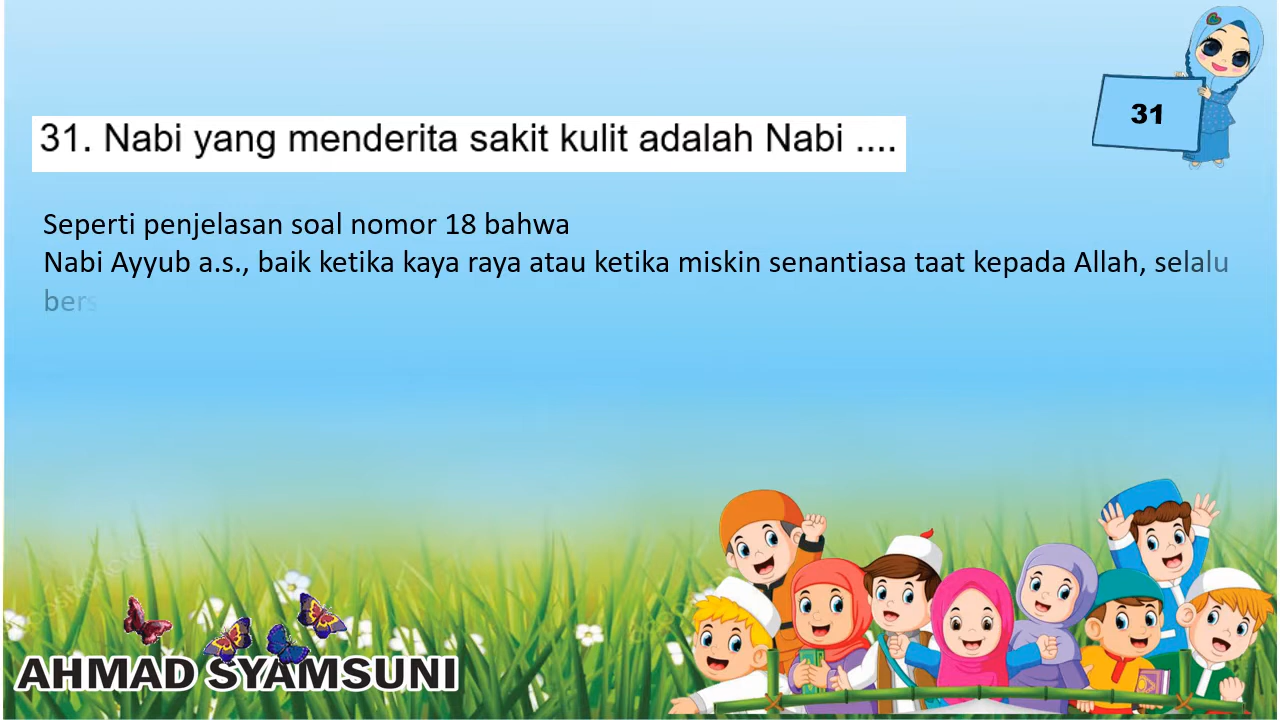 31
31. Nabi yang menderita sakit kulit adalah Nabi ....
Seperti penjelasan soal nomor 18 bahwa
Nabi Ayyub a.s., baik ketika kaya raya atau ketika miskin senantiasa taat kepada Allah, selalu
bers
AHMAD SYAMSUNI